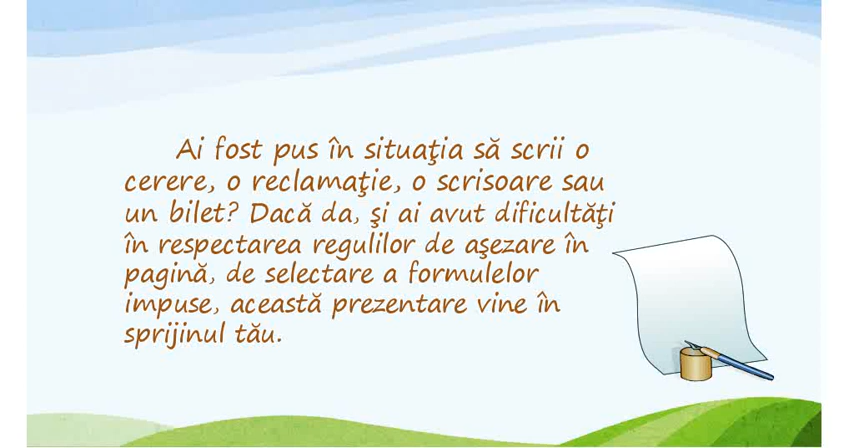 Ai fost pus în situaţia să scrii o
cerere, o reclamaţie, o scrisoare sau
un bilet? Dacă da, şi ai avut dificultăţi
în respectarea regulilor de aşezare în
pagină, de selectare a formulelor
impuse, această prezentare vine în
sprijinul tău.